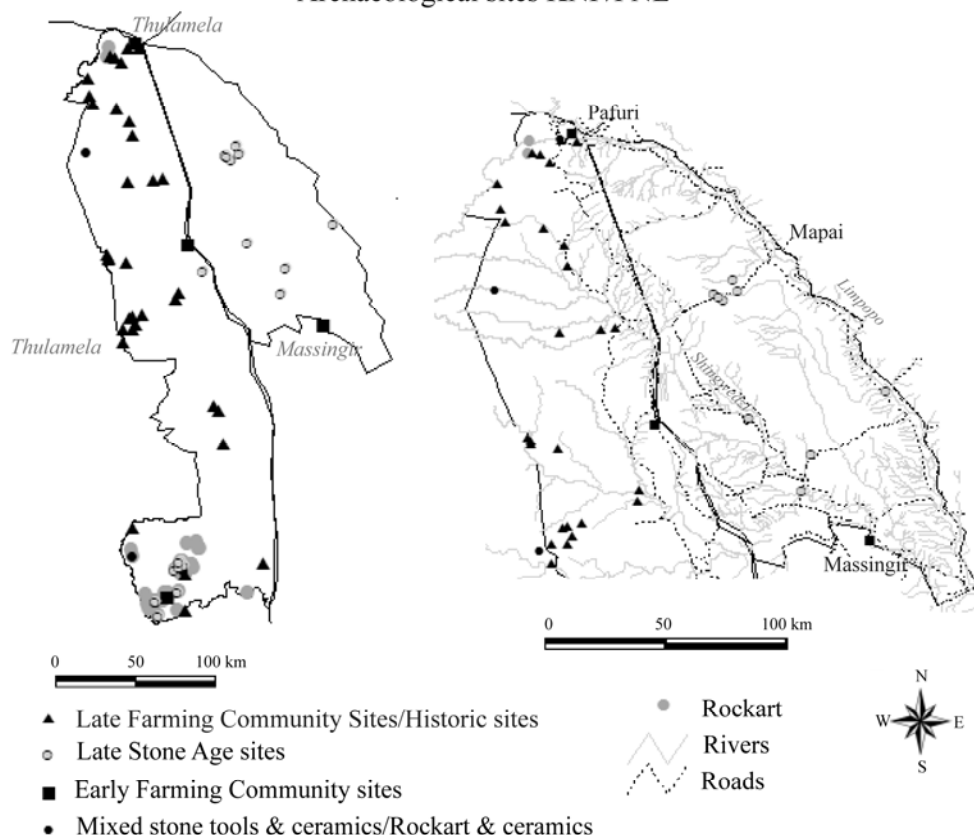 Archaeological sites KNP/PNL
Thulamela
Thulamela
Massingir
0 50 100 km
Pafuri
Mapai
Limpopo
Massingir
0 50 100 km
Late Farming Community Sites/Historic sites
Late Stone Age sites
Early Farming Community sites
Mixed stone tools & ceramics/Rockart & ceramics
Rockart
Rivers
Roads
N
W E
S